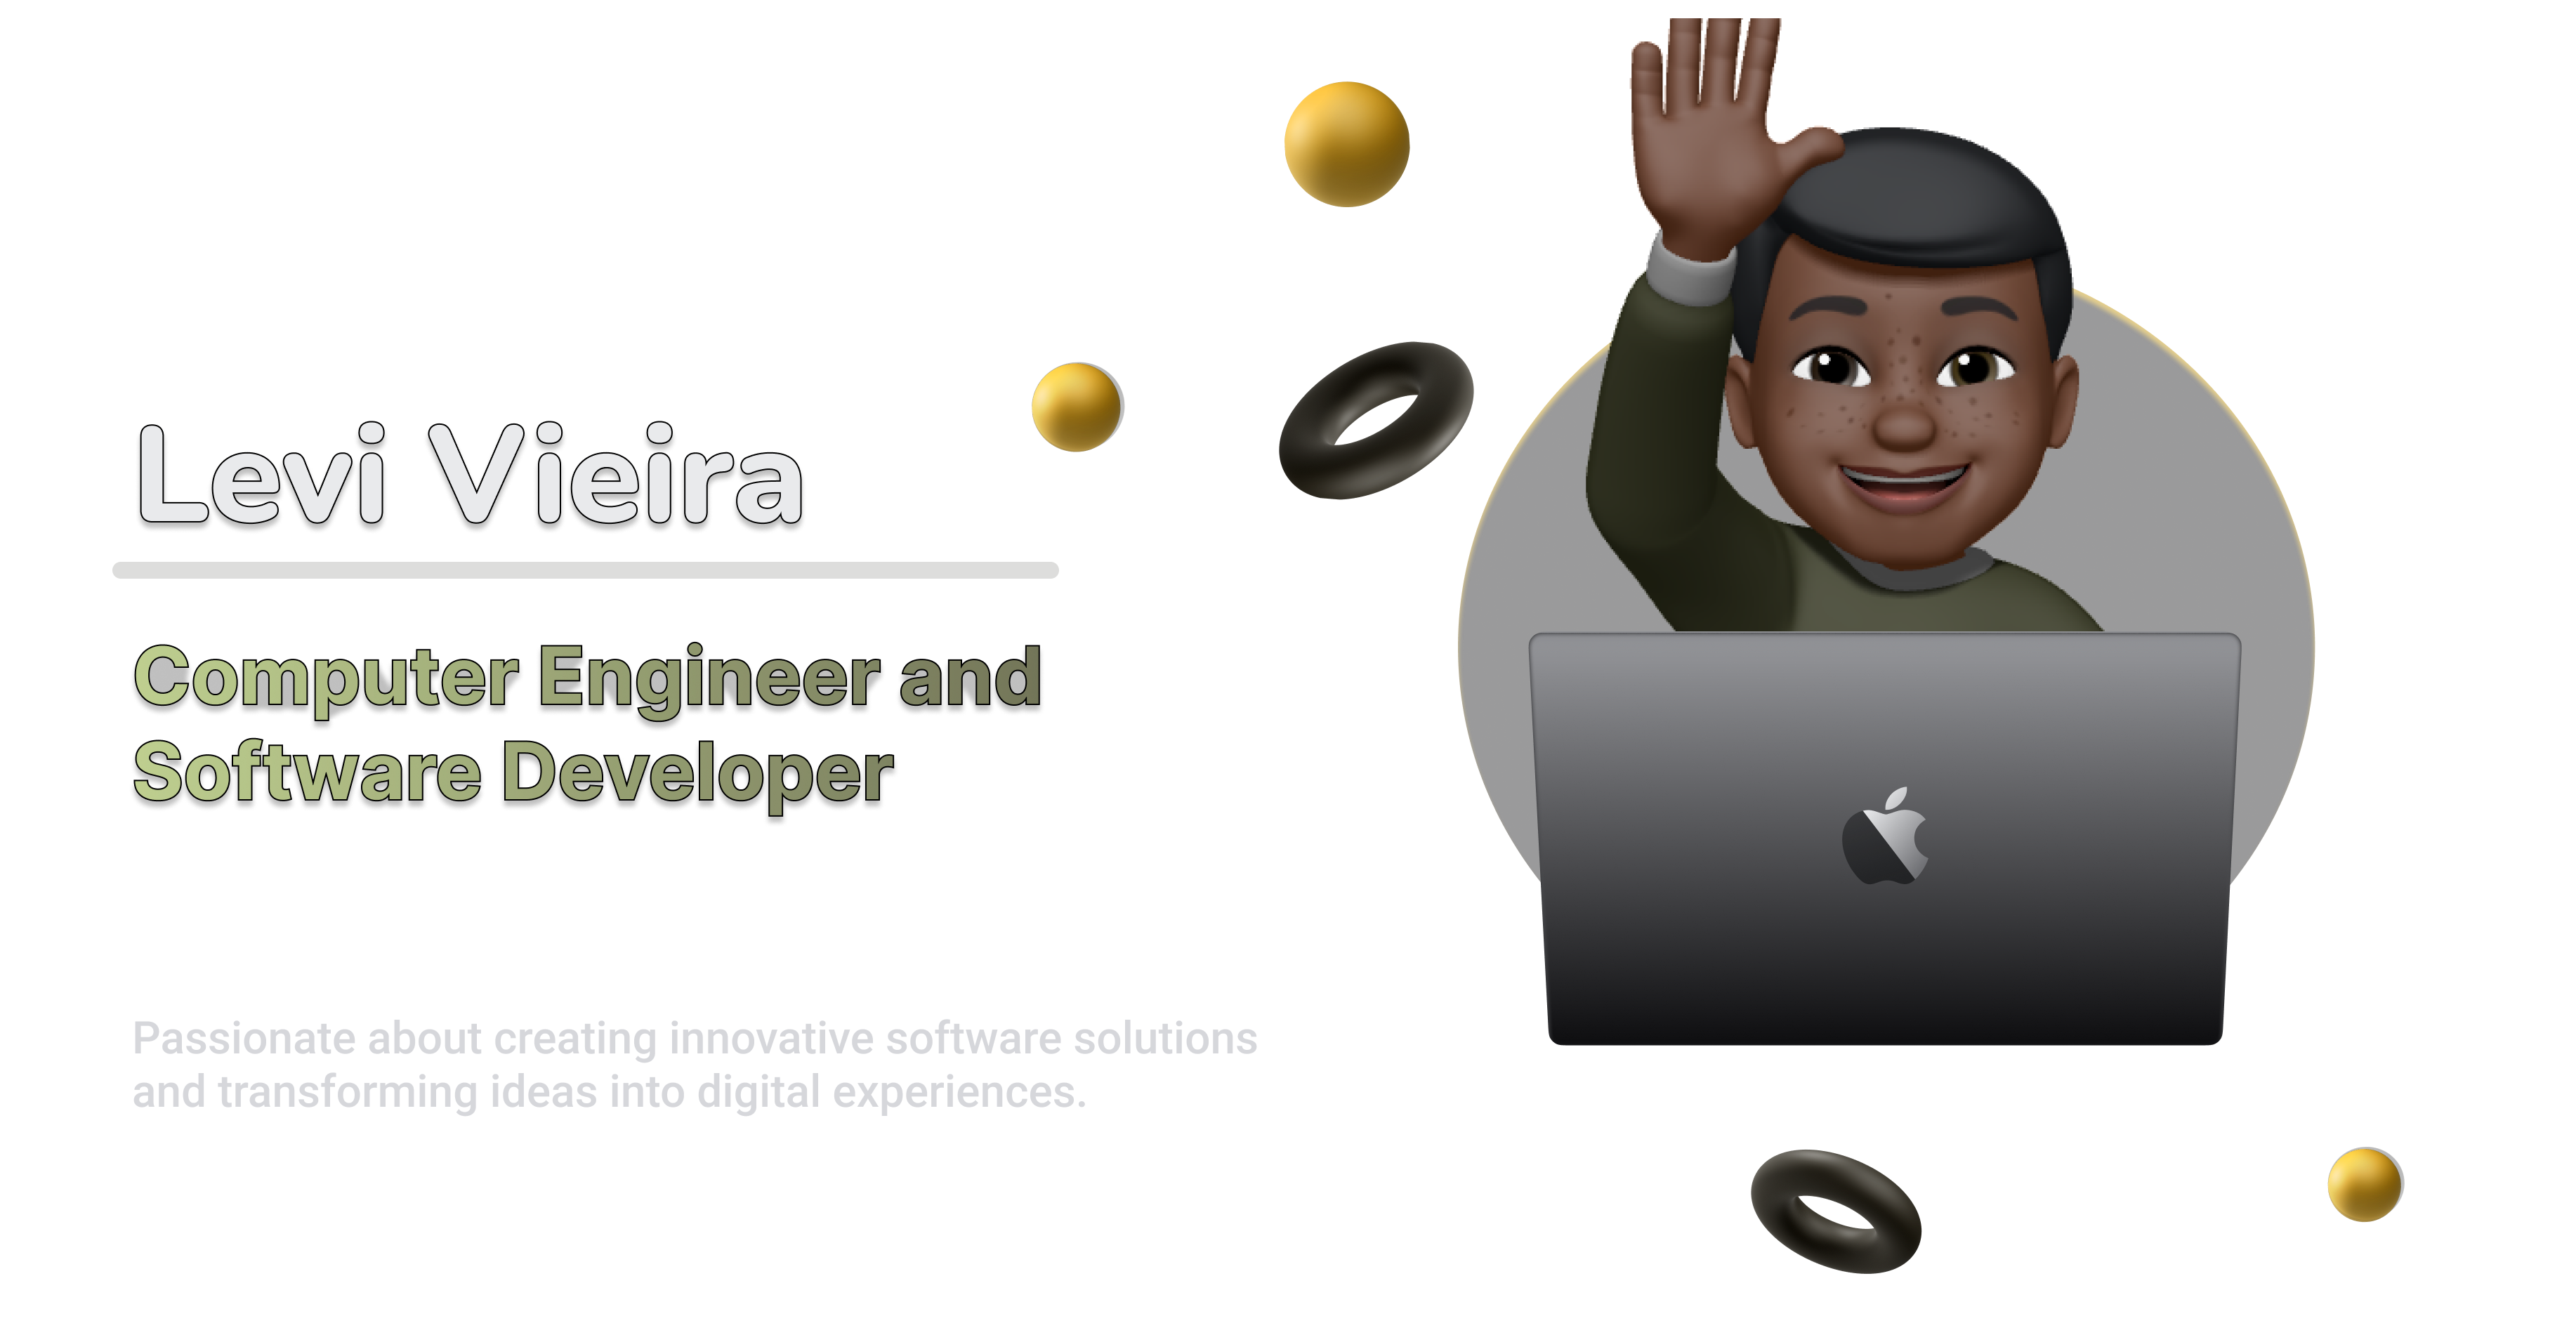 Levi Vieira
Computer Engineer and
Software Developer
Passionate about creating innovative software solutions
and transforming ideas into digital experiences.